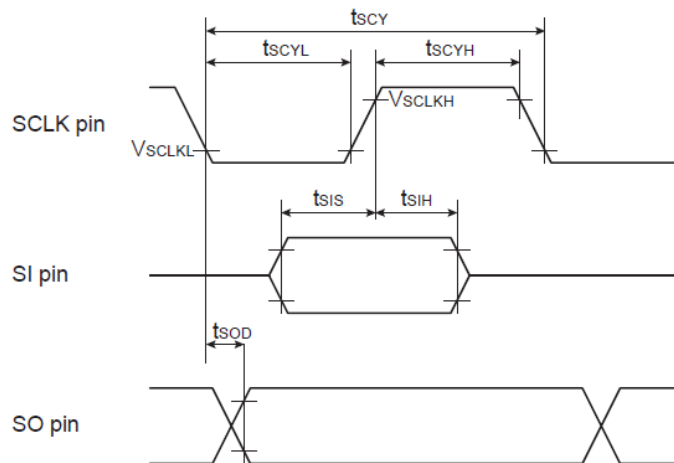 tSCY
tSCYL tSCYH
SCLK pin
VSCLKH
VSCLKL
tSIS tSIH
SI pin
tSOD
SO pin